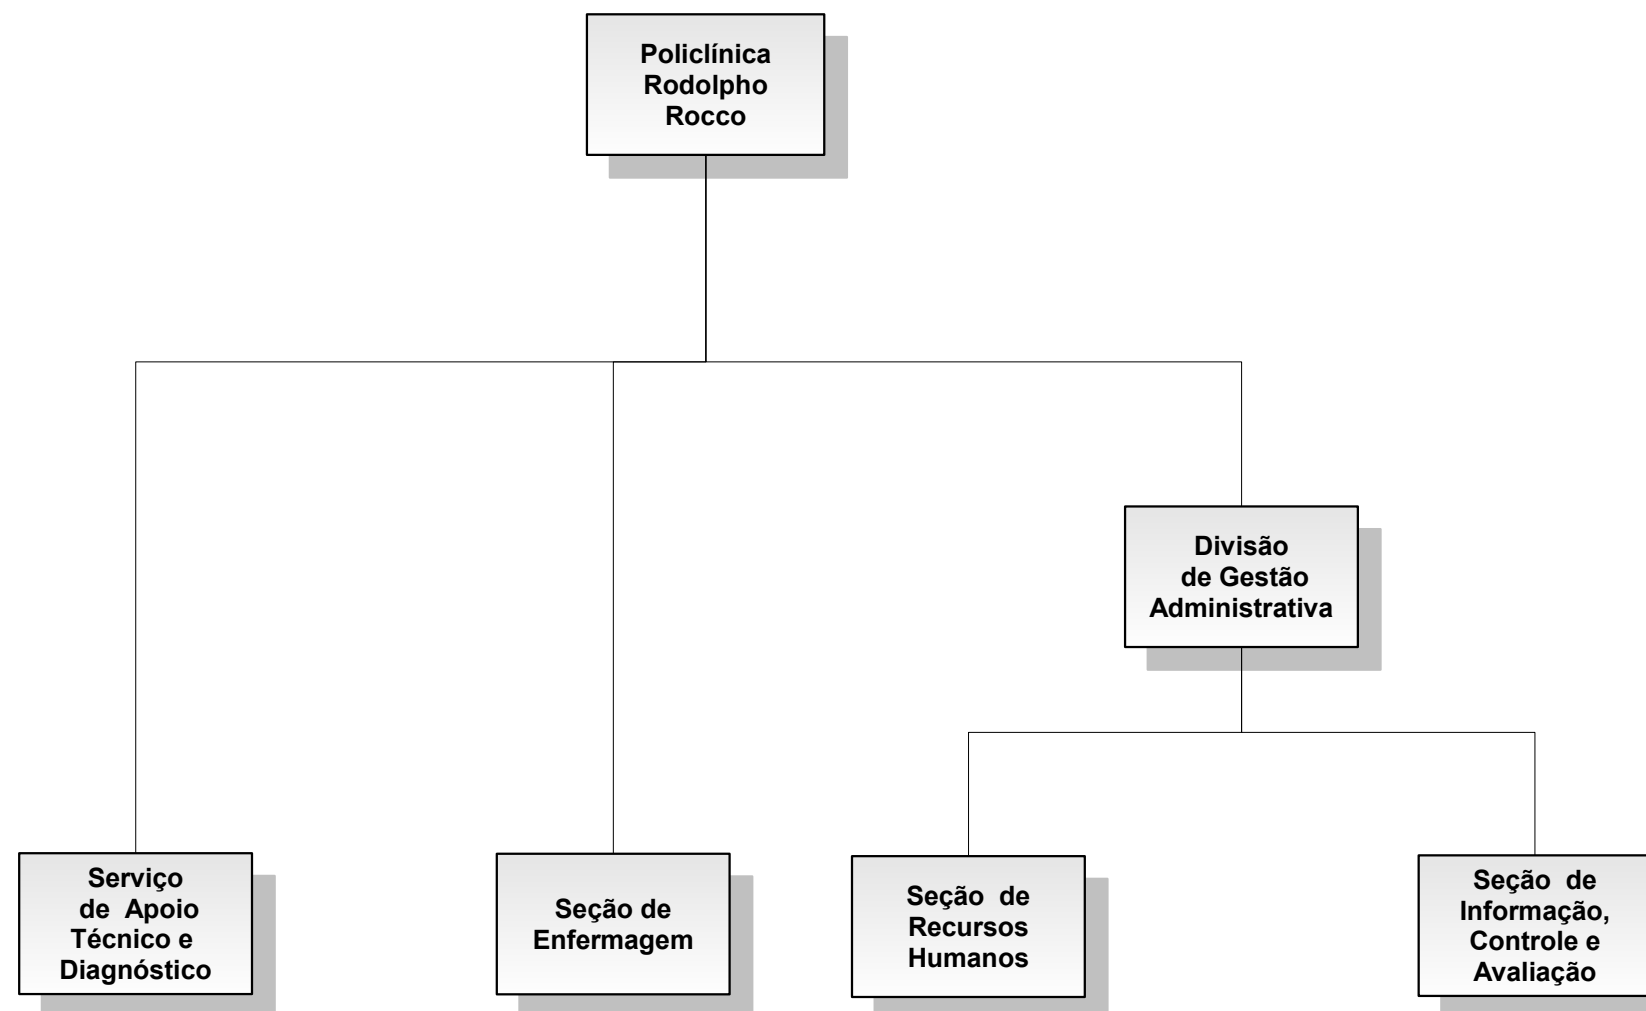 Policlínica
Rodolpho
Rocco
Divisão
de Gestão
Administrativa
Serviço
de Apoio
Técnico e
Diagnóstico
Seção de
Enfermagem
Seção de
Recursos
Humanos
Seção de
Informação,
Controle e
Avaliação